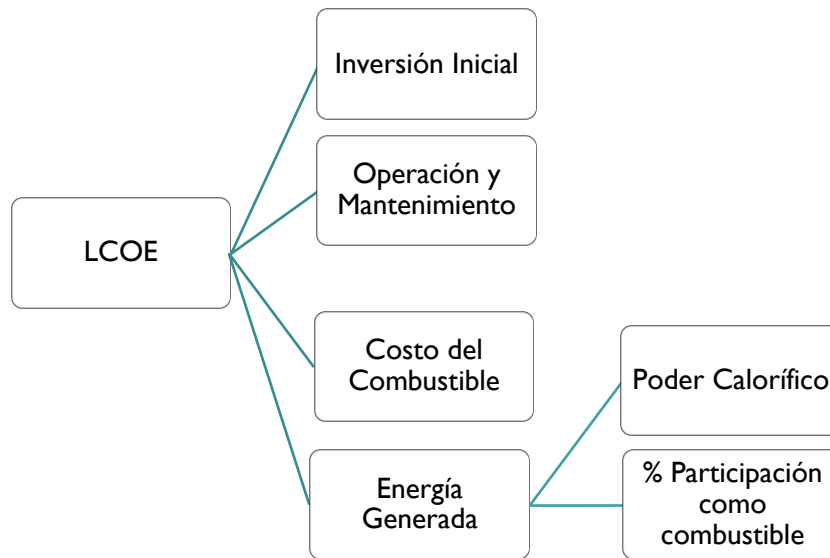 Inversión Inicial
Operación y
Mantenimiento
LCOE
Costo del
Combustible
Poder Calorífico
Energía
Generada
% Participación
como
combustible